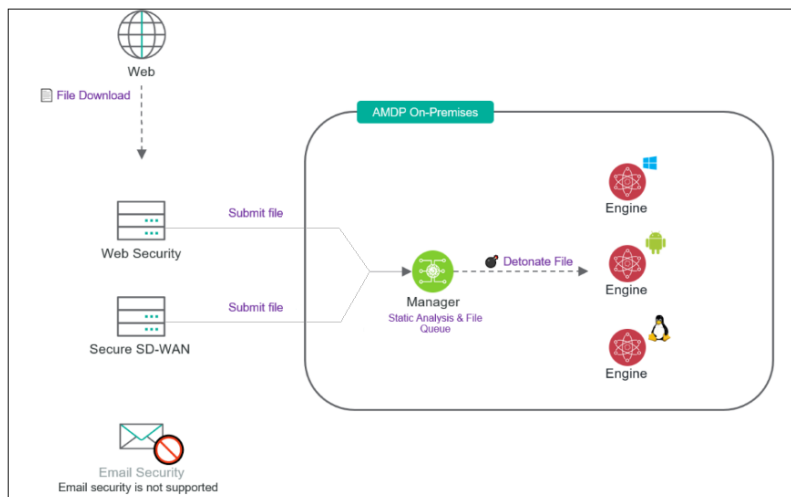 Web
File Download
AMDP On-Premises
Engine
Submit file
Web Security
Detonate File
Engine
Manager
Static Analysis & File
Queue
Submit file
Secure SD-WAN
Engine
Email Security
Email security is not supported